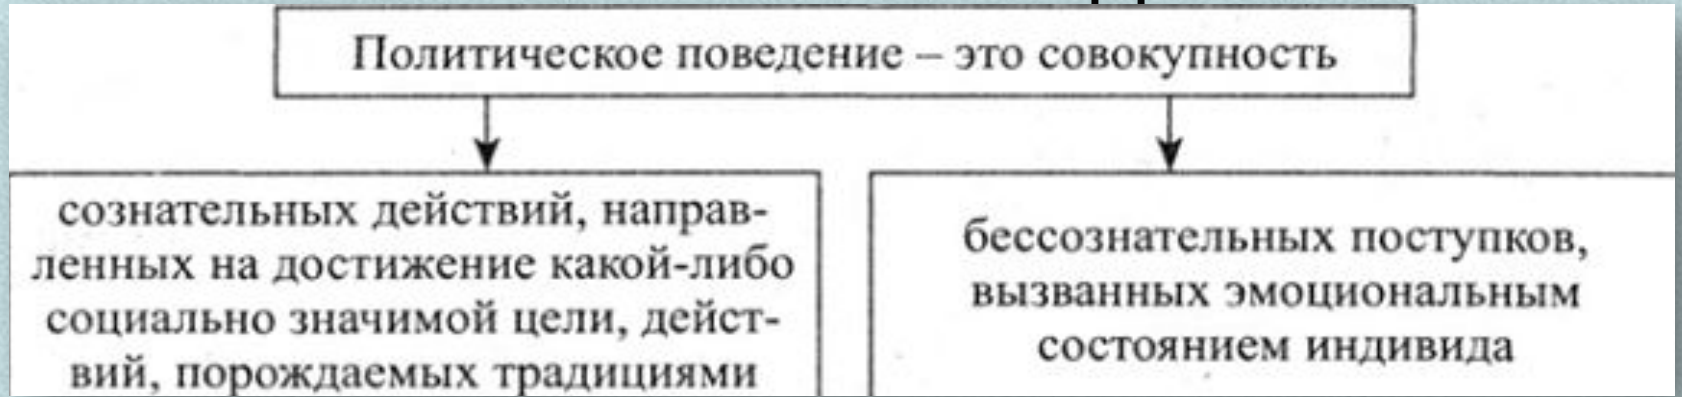 Политическое поведение – это совокупность
сознательных действий, направ-
ленных на достижение какой-либо
социально значимой цели, дейст-
вий, порождаемых традициями
бессознательных поступков,
вызванных эмоциональным
состоянием индивида